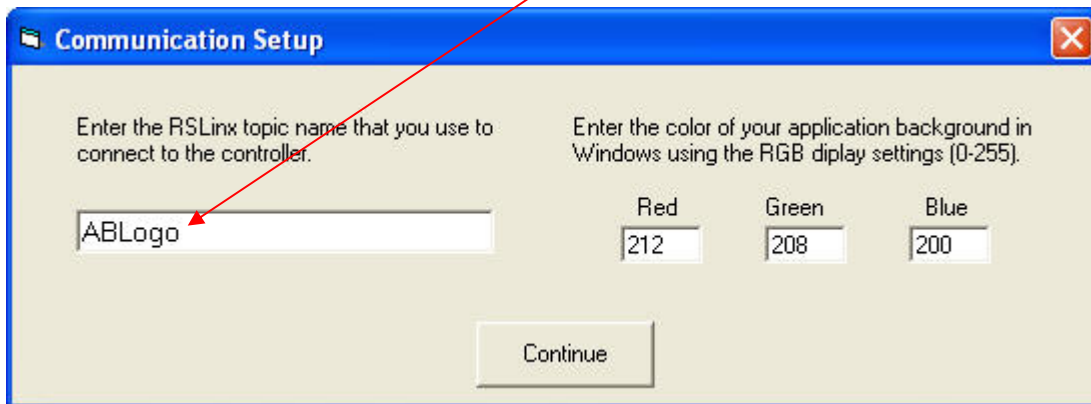 Communication Setup
Enter the RSLinx topic name that you use to
connect to the controller.
ABLogo
Enter the color of your application background in
Windows using the RGB diplay settings (0-255).
Red Green Blue
212 208 200
Continue